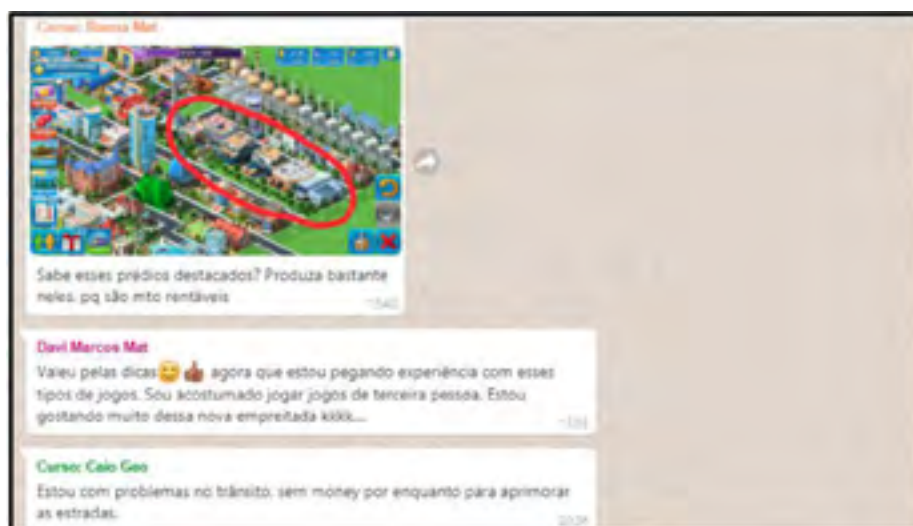 Curso: Mat
Sabe esses prédios destacados? Produza bastante
neles, pq são mto rentáveis
Davi Marcos Mat
Valeu pelas dicas😊👍🏾 agora que estou pegando experiência com esses
tipos de jogos. Sou acostumado jogar jogos de terceira pessoa. Estou
gostando muito dessa nova empreitada kkkk...
Curso: Caio Geo
Estou com problemas no trânsito, sem money por enquanto para aprimorar
as estradas.